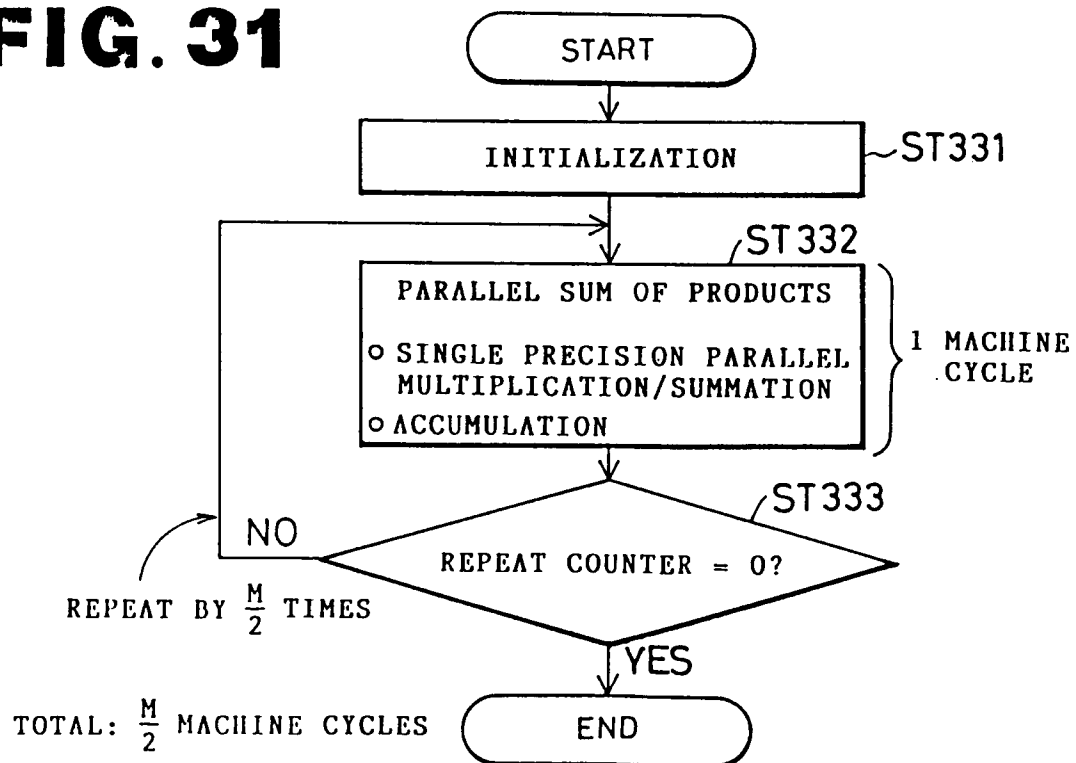 FIG. 31
START
INITIALIZATION
ST331
ST332
PARALLEL SUM OF PRODUCTS
○ SINGLE PRECISION PARALLEL
MULTIPLICATION/SUMMATION
○ ACCUMULATION
1 MACHINE
CYCLE
ST333
NO
REPEAT COUNTER = 0?
REPEAT BY M/2 TIMES
YES
TOTAL: M/2 MACHINE CYCLES
END